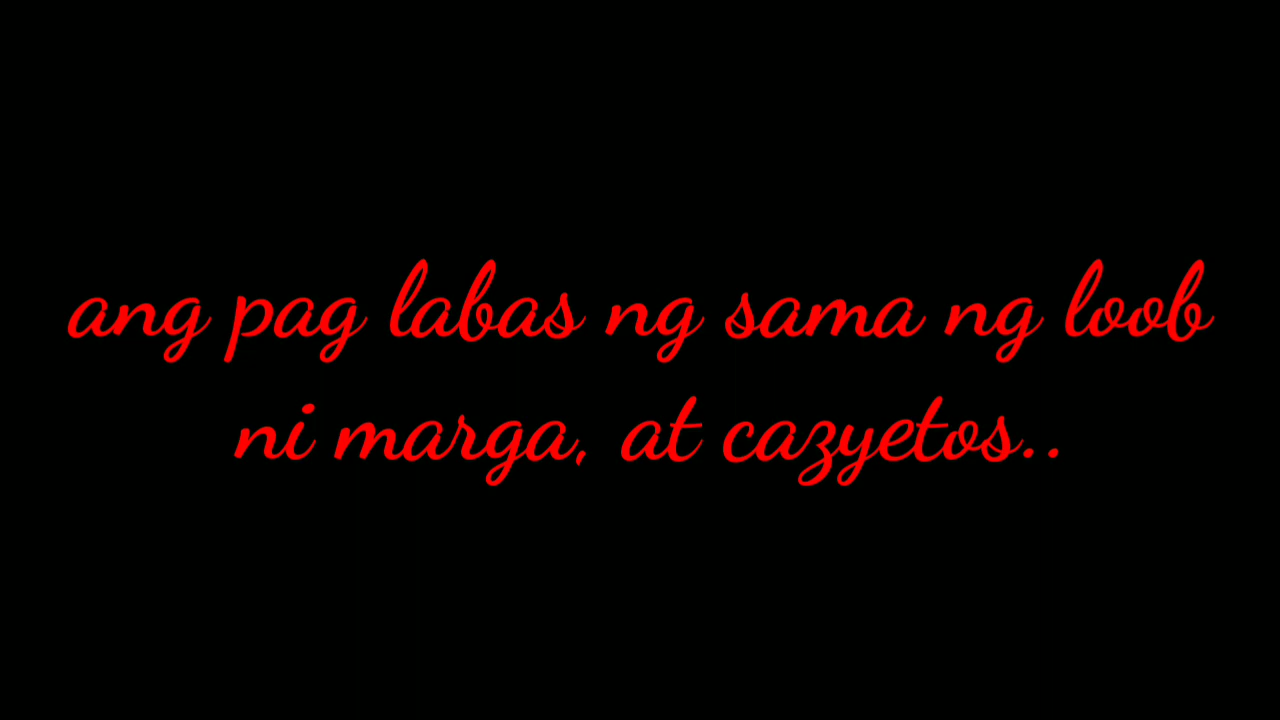 ang pag labas ng sama ng loob
ni marga, at cazyetos..